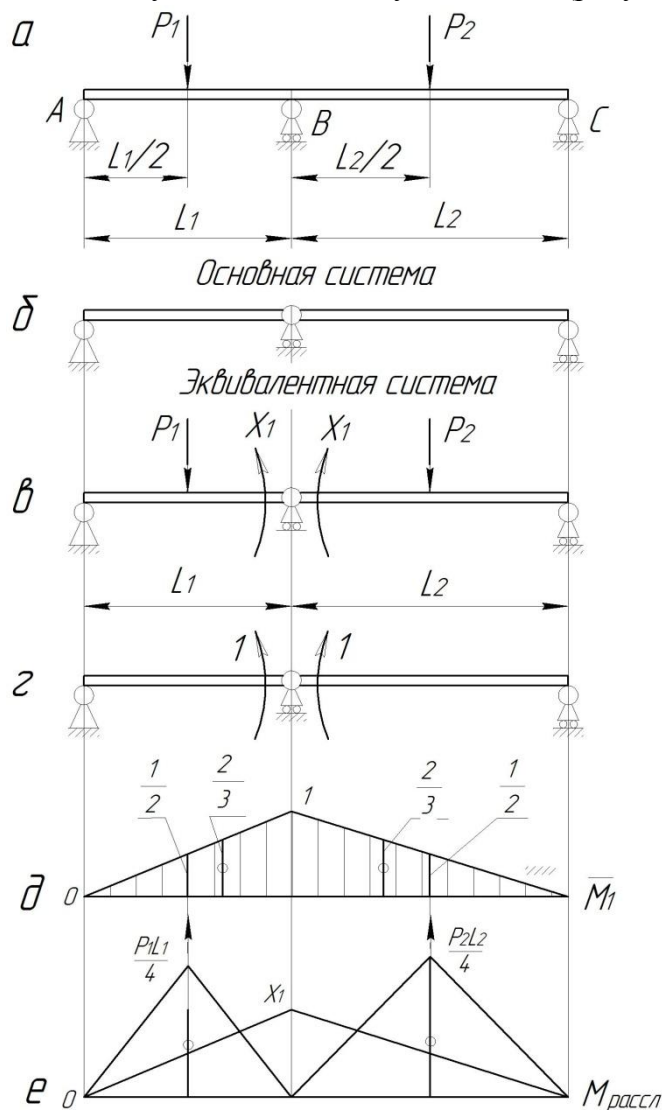 а
P1 P2
A B C
L1/2 L2/2
L1 L2
Основная система
б
Эквивалентная система
P1 X1 X1 P2
в
L1 L2
1 1
г
1/2 2/3 1 2/3 1/2
д 0 M̅1
P1L1/4 P2L2/4
X1
е 0 Mрассл